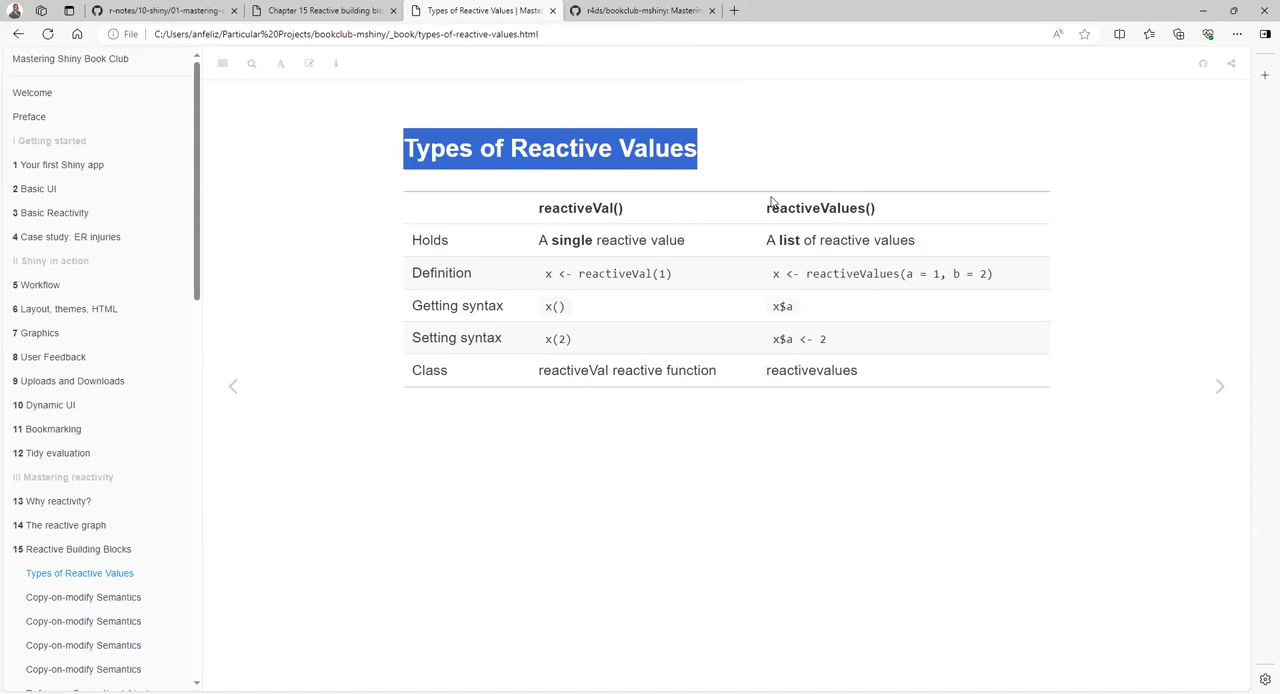 r-notes/10-shiny/01-mastering-s
Chapter 15 Reactive building blo
Types of Reactive Values | Maste
r4ds/bookclub-mshiny: Mastering
File
C:/Users/anfeliz/Particular%20Projects/bookclub-mshiny/_book/types-of-reactive-values.html
Mastering Shiny Book Club
Welcome
Preface
I Getting started
1 Your first Shiny app
2 Basic UI
3 Basic Reactivity
4 Case study: ER injuries
II Shiny in action
5 Workflow
6 Layout, themes, HTML
7 Graphics
8 User Feedback
9 Uploads and Downloads
10 Dynamic UI
11 Bookmarking
12 Tidy evaluation
III Mastering reactivity
13 Why reactivity?
14 The reactive graph
15 Reactive Building Blocks
Types of Reactive Values
Copy-on-modify Semantics
Copy-on-modify Semantics
Copy-on-modify Semantics
Copy-on-modify Semantics
Types of Reactive Values
reactiveVal() reactiveValues()
Holds A single reactive value A list of reactive values
Definition x <- reactiveVal(1) x <- reactiveValues(a = 1, b = 2)
Getting syntax x() x$a
Setting syntax x(2) x$a <- 2
Class reactiveVal reactive function reactivevalues